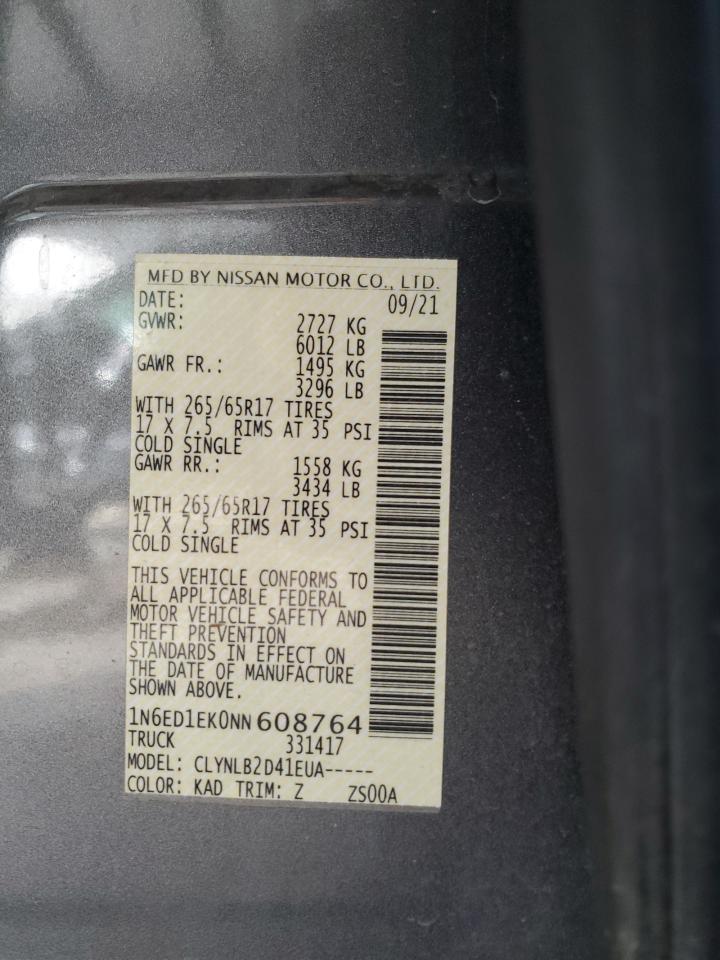 MFD BY NISSAN MOTOR CO., LTD.
DATE: 09/21
GVWR: 2727 KG
6012 LB
GAWR FR.: 1495 KG
3296 LB
WITH 265/65R17 TIRES
17 X 7.5 RIMS AT 35 PSI
COLD SINGLE
GAWR RR.: 1558 KG
3434 LB
WITH 265/65R17 TIRES
17 X 7.5 RIMS AT 35 PSI
COLD SINGLE
THIS VEHICLE CONFORMS TO
ALL APPLICABLE FEDERAL
MOTOR VEHICLE SAFETY AND
THEFT PREVENTION
STANDARDS IN EFFECT ON
THE DATE OF MANUFACTURE
SHOWN ABOVE.
1N6ED1EK0NN608764
TRUCK 331417
MODEL: CLYNLB2D41EUA-----
COLOR: KAD TRIM: Z ZS00A